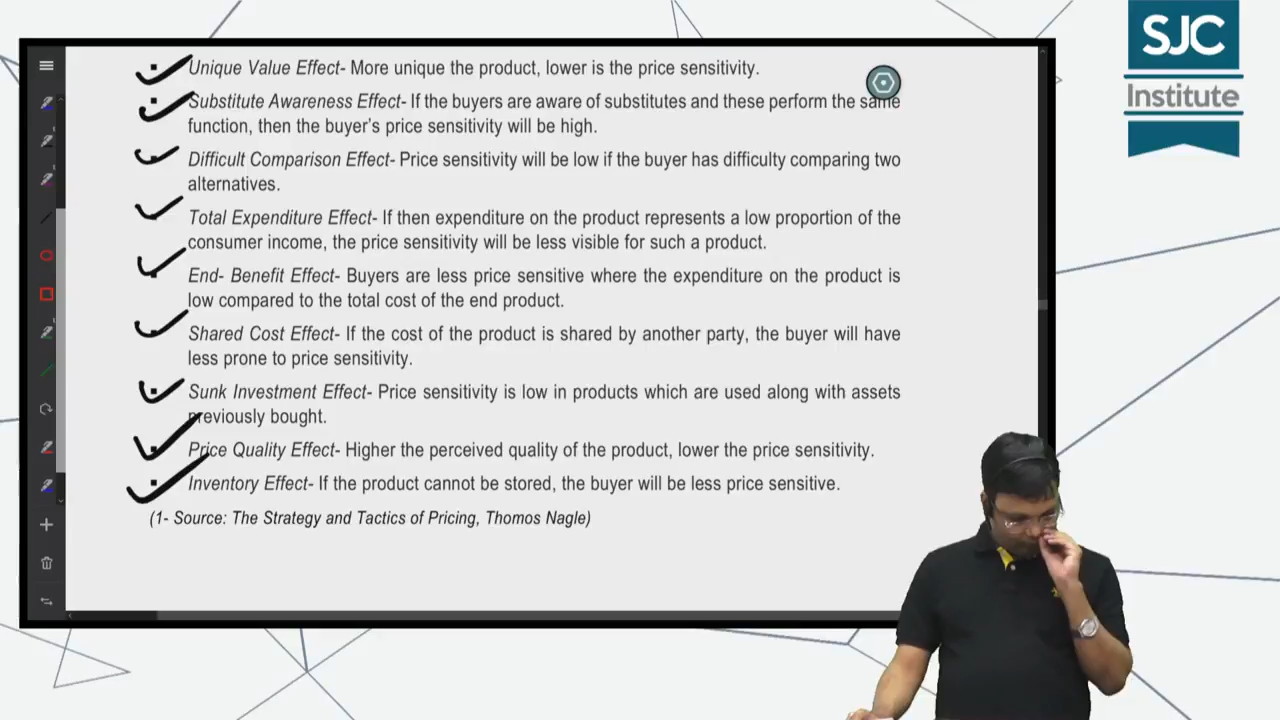 SJC
Institute
Unique Value Effect- More unique the product, lower is the price sensitivity.
Substitute Awareness Effect- If the buyers are aware of substitutes and these perform the same
function, then the buyer's price sensitivity will be high.
Difficult Comparison Effect- Price sensitivity will be low if the buyer has difficulty comparing two
alternatives.
Total Expenditure Effect- If then expenditure on the product represents a low proportion of the
consumer income, the price sensitivity will be less visible for such a product.
End- Benefit Effect- Buyers are less price sensitive where the expenditure on the product is
low compared to the total cost of the end product.
Shared Cost Effect- If the cost of the product is shared by another party, the buyer will have
less prone to price sensitivity.
Sunk Investment Effect- Price sensitivity is low in products which are used along with assets
previously bought.
Price Quality Effect- Higher the perceived quality of the product, lower the price sensitivity.
Inventory Effect- If the product cannot be stored, the buyer will be less price sensitive.
(1- Source: The Strategy and Tactics of Pricing, Thomos Nagle)